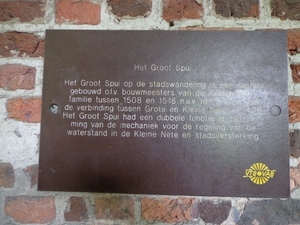 Het Groot Spui
Het Groot Spui op de stadswandeling is een
gebouwd o.l.v. bouwmeesters van de
familie tussen 1508 en 1516 n.w.v.
de verbinding tussen Grote en Kleine Nete
Het Groot Spui had een dubbele functie
ming van de mechaniek voor de regeling van de
waterstand in de Kleine Nete en stadsversterking.